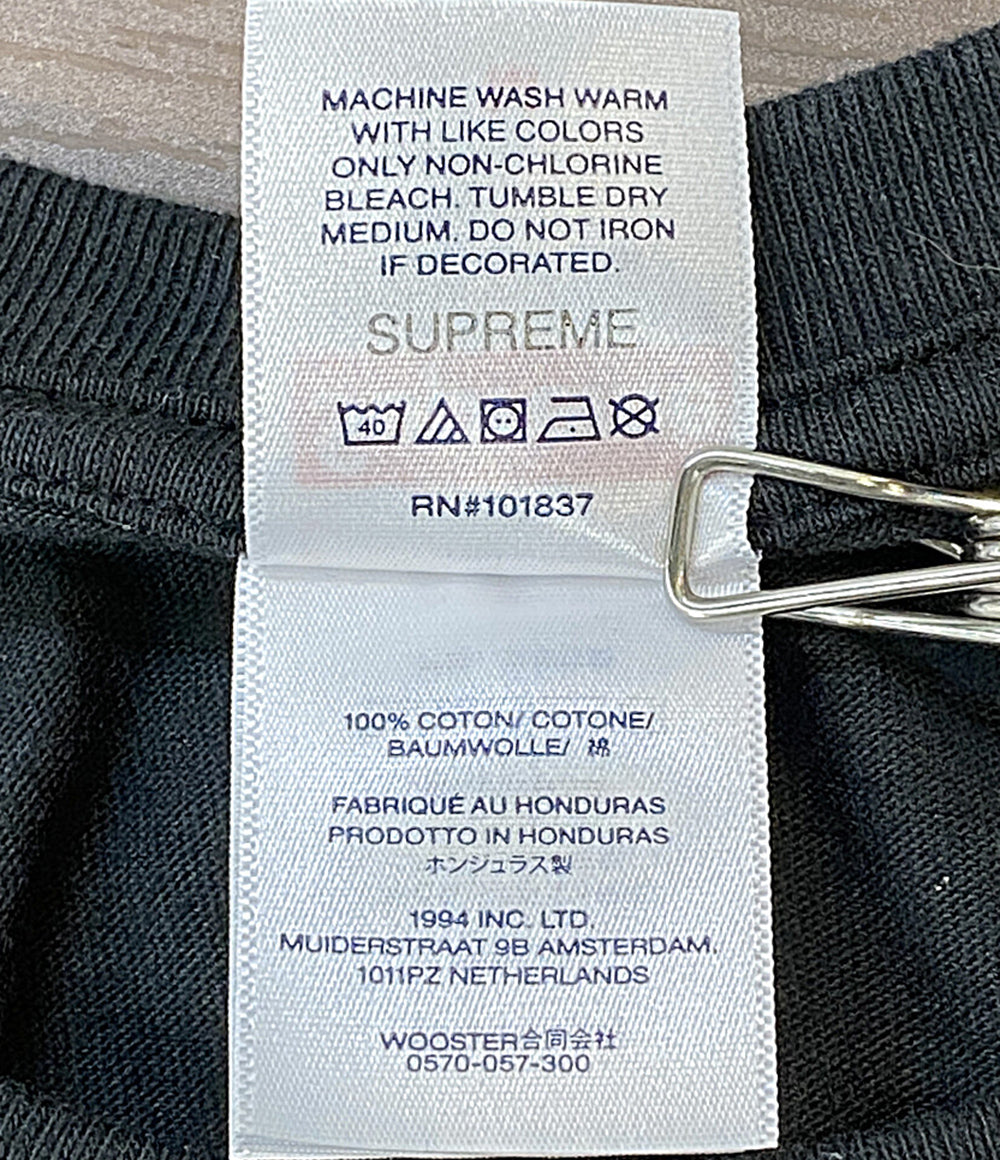 MACHINE WASH WARM
WITH LIKE COLORS
ONLY NON-CHLORINE
BLEACH. TUMBLE DRY
MEDIUM. DO NOT IRON
IF DECORATED.
SUPREME
40
RN#101837
100% COTON/ COTONE/
BAUMWOLLE/ 綿
FABRIQUÉ AU HONDURAS
PRODOTTO IN HONDURAS
ホンジュラス製
1994 INC. LTD.
MUIDERSTRAAT 9B AMSTERDAM,
1011PZ NETHERLANDS
WOOSTER合同会社
0570-057-300